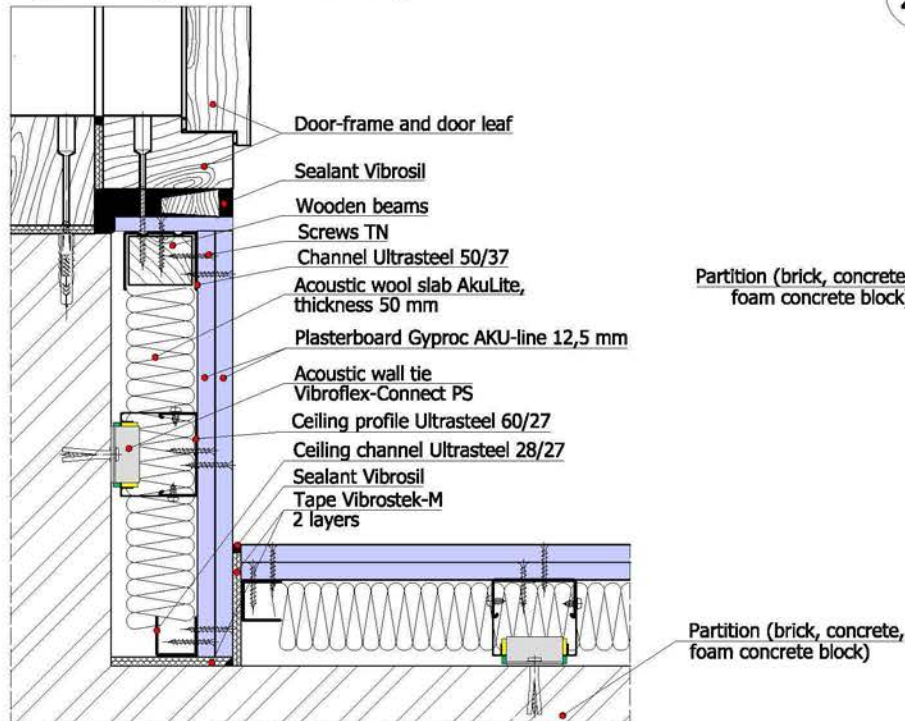 Door-frame and door leaf
Sealant Vibrosil
Wooden beams
Screws TN
Channel Ultrasteel 50/37
Acoustic wool slab AkuLite,
thickness 50 mm
Plasterboard Gyproc AKU-line 12,5 mm
Acoustic wall tie
Vibroflex-Connect PS
Ceiling profile Ultrasteel 60/27
Ceiling channel Ultrasteel 28/27
Sealant Vibrosil
Tape Vibrostek-M
2 layers
Partition (brick, concrete
foam concrete block)
Partition (brick, concrete,
foam concrete block)